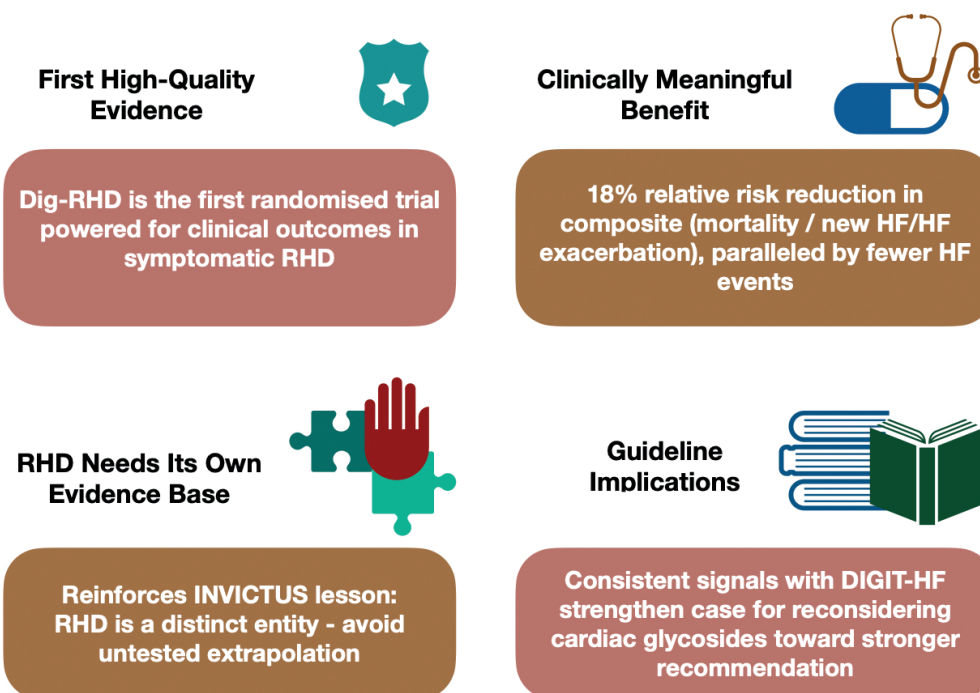 First High-Quality
Evidence
Dig-RHD is the first randomised trial
powered for clinical outcomes in
symptomatic RHD
Clinically Meaningful
Benefit
18% relative risk reduction in
composite (mortality / new HF/HF
exacerbation), paralleled by fewer HF
events
RHD Needs Its Own
Evidence Base
Reinforces INVICTUS lesson:
RHD is a distinct entity - avoid
untested extrapolation
Guideline
Implications
Consistent signals with DIGIT-HF
strengthen case for reconsidering
cardiac glycosides toward stronger
recommendation